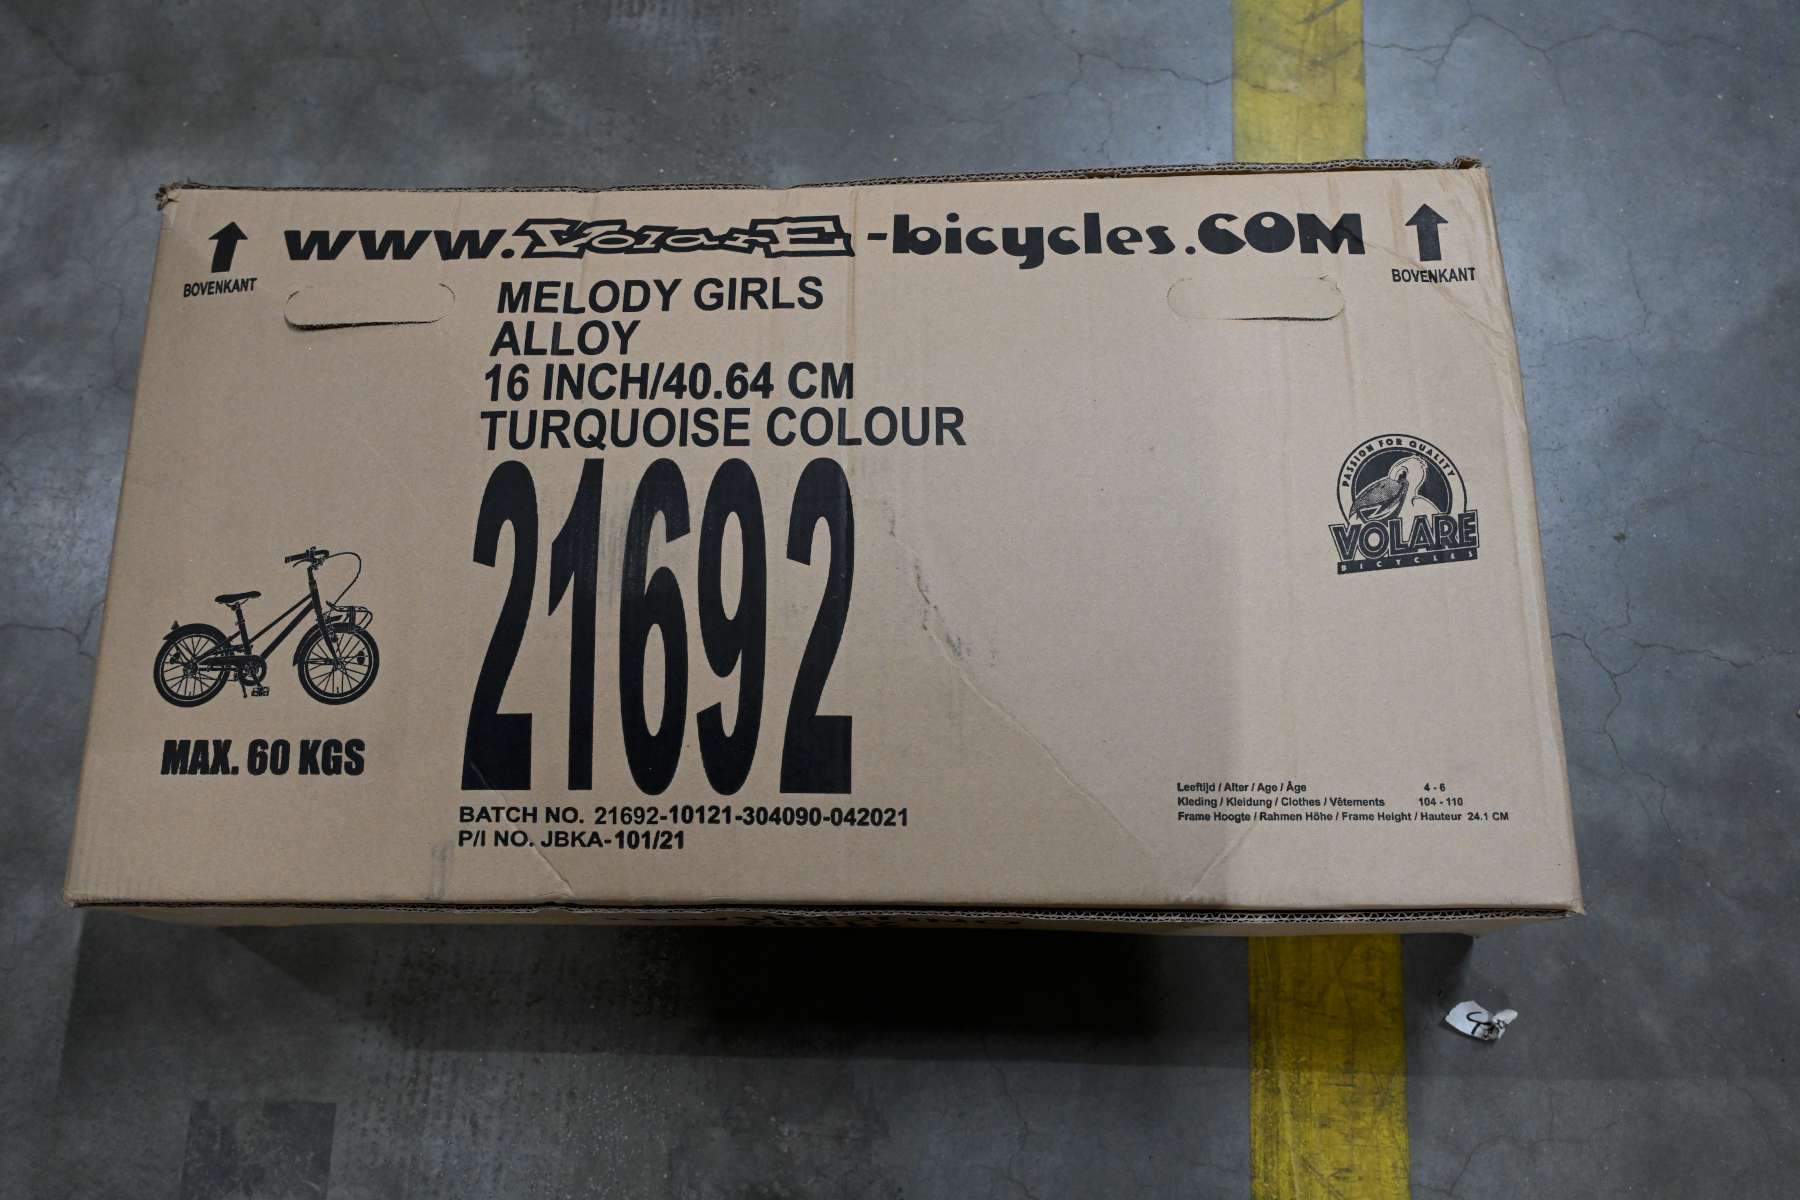 www.VolarE-bicycles.COM
BOVENKANT
BOVENKANT
MELODY GIRLS
ALLOY
16 INCH/40.64 CM
TURQUOISE COLOUR
21692
PASSION FOR QUALITY
VOLARE
BICYCLES
MAX. 60 KGS
BATCH NO. 21692-10121-304090-042021
P/I NO. JBKA-101/21
Leeftijd / Alter / Age / Âge 4 - 6
Kleding / Kleidung / Clothes / Vêtements 104 - 110
Frame Hoogte / Rahmen Höhe / Frame Height / Hauteur 24.1 CM